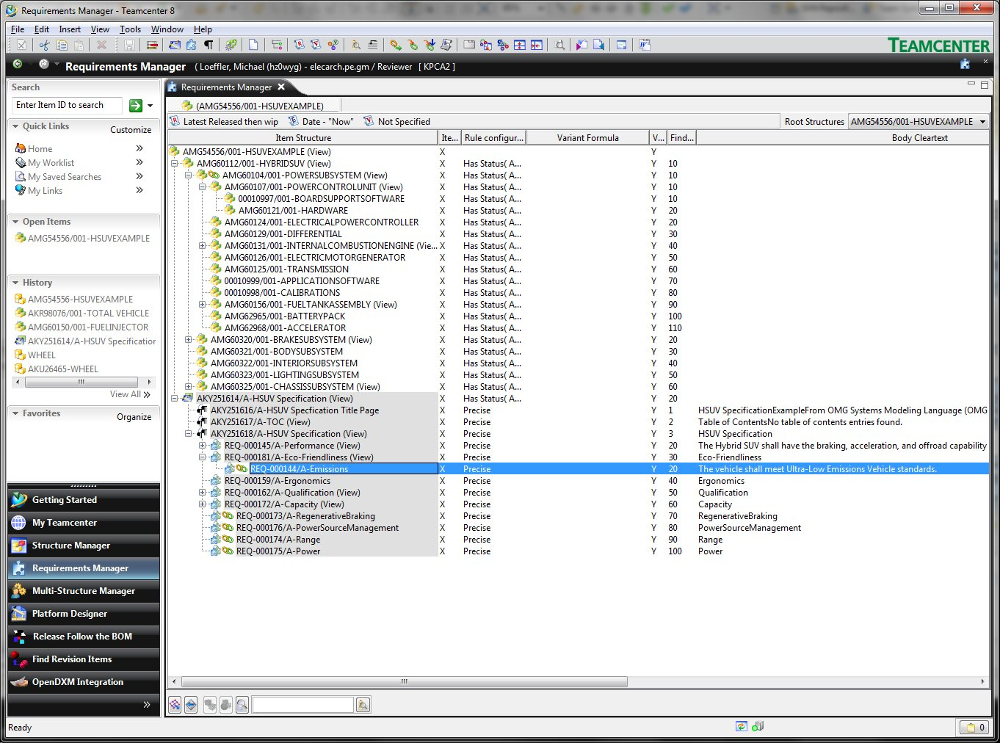 Requirements Manager - Teamcenter 8
File Edit Insert View Tools Window Help
TEAMCENTER
Requirements Manager ( Loeffler, Michael (hz0wyg) - elecarch.pe.gm / Reviewer [ KPCA2 ]
Search
Enter Item ID to search
Quick Links
Customize
Home
My Worklist
My Saved Searches
My Links
Open Items
AMG54556/001-HSUVEXAMPLE
History
AMG54556-HSUVEXAMPLE
AKR98076/001-TOTAL VEHICLE
AMG60150/001-FUELINJECTOR
AKY251614/A-HSUV Specification
WHEEL
AKU26465-WHEEL
View All
Favorites
Organize
Getting Started
My Teamcenter
Structure Manager
Requirements Manager
Multi-Structure Manager
Platform Designer
Release Follow the BOM
Find Revision Items
OpenDXM Integration
Requirements Manager
(AMG54556/001-HSUVEXAMPLE)
Latest Released then wip Date - "Now" Not Specified Root Structures AMG54556/001-HSUVEXAMPLE
Item Structure Ite... Rule configur... Variant Formula V... Find... Body Cleartext
AMG54556/001-HSUVEXAMPLE (View) X Y
AMG60112/001-HYBRIDSUV (View) X Has Status( A... Y 10
AMG60104/001-POWERSUBSYSTEM (View) X Has Status( A... Y 10
AMG60107/001-POWERCONTROLUNIT (View) X Has Status( A... Y 10
00010997/001-BOARDSUPPORTSOFTWARE X Has Status( A... Y 10
AMG60121/001-HARDWARE X Has Status( A... Y 20
AMG60124/001-ELECTRICALPOWERCONTROLLER X Has Status( A... Y 20
AMG60129/001-DIFFERENTIAL X Has Status( A... Y 30
AMG60131/001-INTERNALCOMBUSTIONENGINE (Vie... X Has Status( A... Y 40
AMG60126/001-ELECTRICMOTORGENERATOR X Has Status( A... Y 50
AMG60125/001-TRANSMISSION X Has Status( A... Y 60
00010999/001-APPLICATIONSOFTWARE X Has Status( A... Y 70
00010998/001-CALIBRATIONS X Has Status( A... Y 80
AMG60156/001-FUELTANKASSEMBLY (View) X Has Status( A... Y 90
AMG62965/001-BATTERYPACK X Has Status( A... Y 100
AMG62968/001-ACCELERATOR X Has Status( A... Y 110
AMG60320/001-BRAKESUBSYSTEM (View) X Has Status( A... Y 20
AMG60321/001-BODYSUBSYSTEM X Has Status( A... Y 30
AMG60322/001-INTERIORSUBSYSTEM X Has Status( A... Y 40
AMG60323/001-LIGHTINGSUBSYSTEM X Has Status( A... Y 50
AMG60325/001-CHASSISSUBSYSTEM (View) X Has Status( A... Y 60
AKY251614/A-HSUV Specification (View) X Has Status( A... Y 20
AKY251616/A-HSUV Specfication Title Page X Precise Y 1 HSUV SpecificationExampleFrom OMG Systems Modeling Language (OMG
AKY251617/A-TOC (View) X Precise Y 2 Table of ContentsNo table of contents entries found.
AKY251618/A-HSUV Specification (View) X Precise Y 3 HSUV Specification
REQ-000145/A-Performance (View) X Precise Y 20 The Hybrid SUV shall have the braking, acceleration, and offroad capability
REQ-000181/A-Eco-Friendliness (View) X Precise Y 30 Eco-Friendliness
REQ-000144/A-Emissions X Precise Y 20 The vehicle shall meet Ultra-Low Emissions Vehicle standards.
REQ-000159/A-Ergonomics X Precise Y 40 Ergonomics
REQ-000162/A-Qualification (View) X Precise Y 50 Qualification
REQ-000172/A-Capacity (View) X Precise Y 60 Capacity
REQ-000173/A-RegenerativeBraking X Precise Y 70 RegenerativeBraking
REQ-000176/A-PowerSourceManagement X Precise Y 80 PowerSourceManagement
REQ-000174/A-Range X Precise Y 90 Range
REQ-000175/A-Power X Precise Y 100 Power
Ready
0